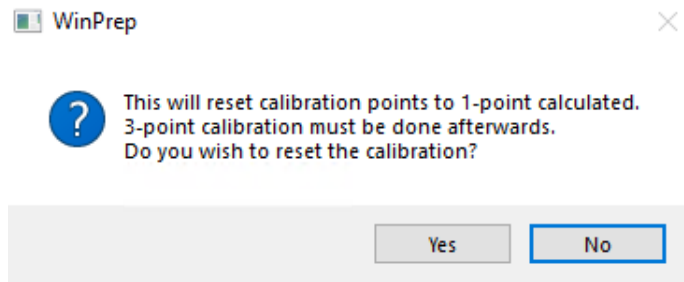 WinPrep
This will reset calibration points to 1-point calculated.
3-point calibration must be done afterwards.
Do you wish to reset the calibration?
Yes
No